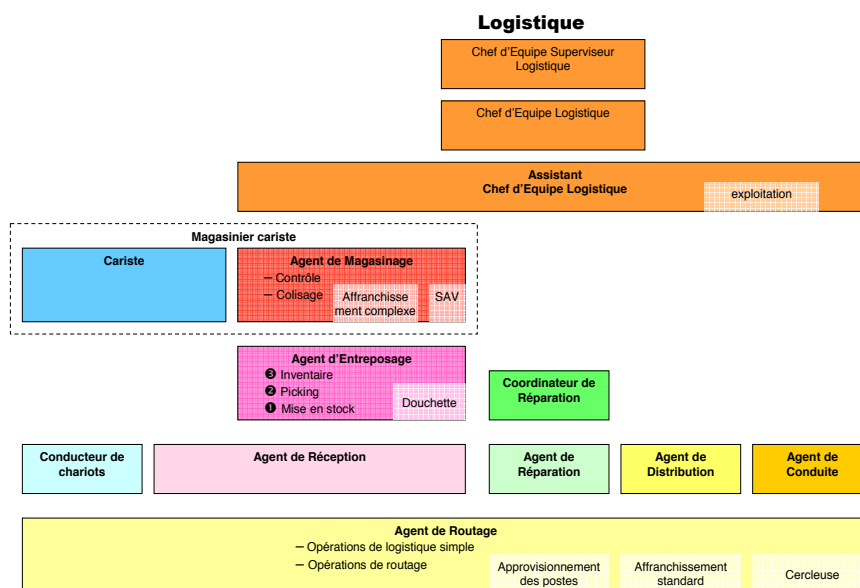 Logistique
Chef d'Equipe Superviseur
Logistique
Chef d'Equipe Logistique
Assistant
Chef d'Equipe Logistique
exploitation
Magasinier cariste
Cariste
Agent de Magasinage
– Contrôle
– Colisage
Affranchisse
ment complexe
SAV
Agent d'Entreposage
❸ Inventaire
❷ Picking
❶ Mise en stock
Douchette
Coordinateur de
Réparation
Conducteur de
chariots
Agent de Réception
Agent de
Réparation
Agent de
Distribution
Agent de
Conduite
Agent de Routage
– Opérations de logistique simple
– Opérations de routage
Approvisionnement
des postes
Affranchissement
standard
Cercleuse